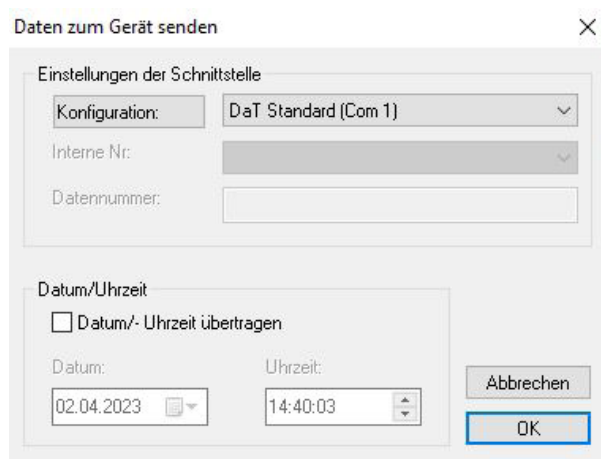 Daten zum Gerät senden
Einstellungen der Schnittstelle
Konfiguration: DaT Standard (Com 1)
Interne Nr:
Datennummer:
Datum/Uhrzeit
Datum/- Uhrzeit übertragen
Datum: Uhrzeit:
02.04.2023 14:40:03
Abbrechen
OK